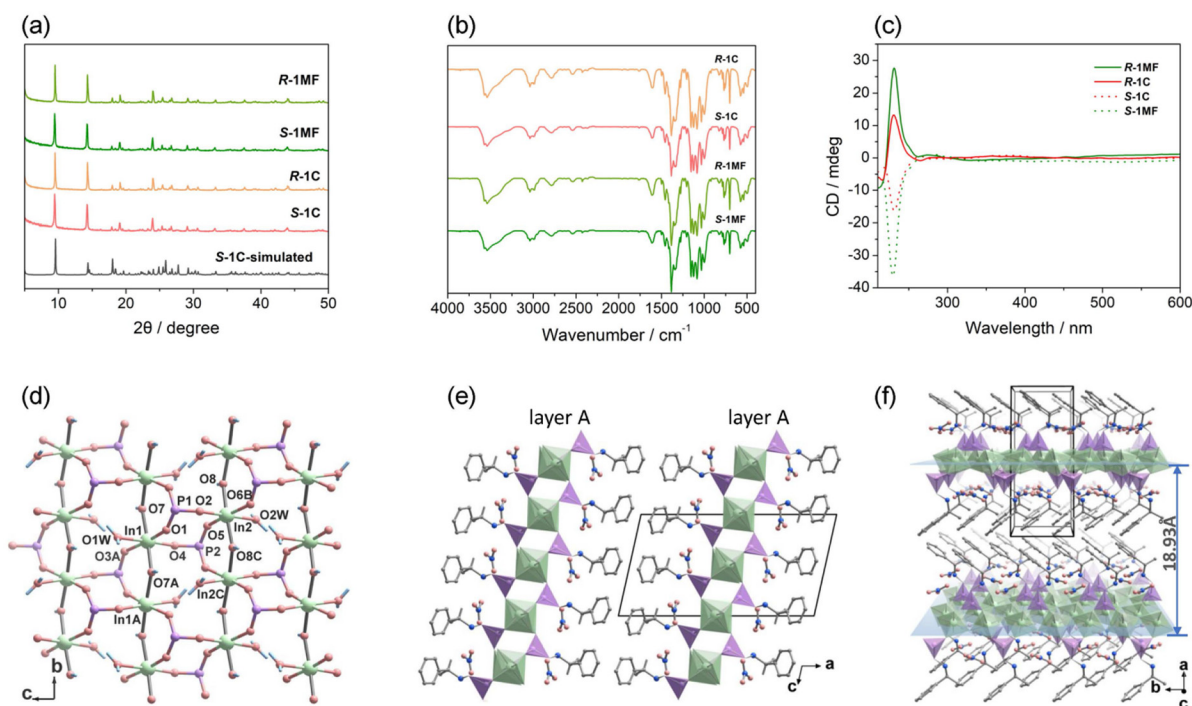 (a)
R-1MF
S-1MF
R-1C
S-1C
S-1C-simulated
10 20 30 40 50
2θ / degree
(b)
R-1C
S-1C
R-1MF
S-1MF
4000 3500 3000 2500 2000 1500 1000 500
Wavenumber / cm⁻¹
(c)
CD / mdeg
40
30
20
10
0
-10
-20
-30
-40
R-1MF
R-1C
S-1C
S-1MF
300 400 500 600
Wavelength / nm
(d)
O8
P1 O2 O6B
O7
In1 O1 O5 In2 O2W
O1W
O3A O4 P2 O8C
O7A
In2C
In1A
b
c
(e)
layer A layer A
a
c
(f)
18.93Å
a
b
c